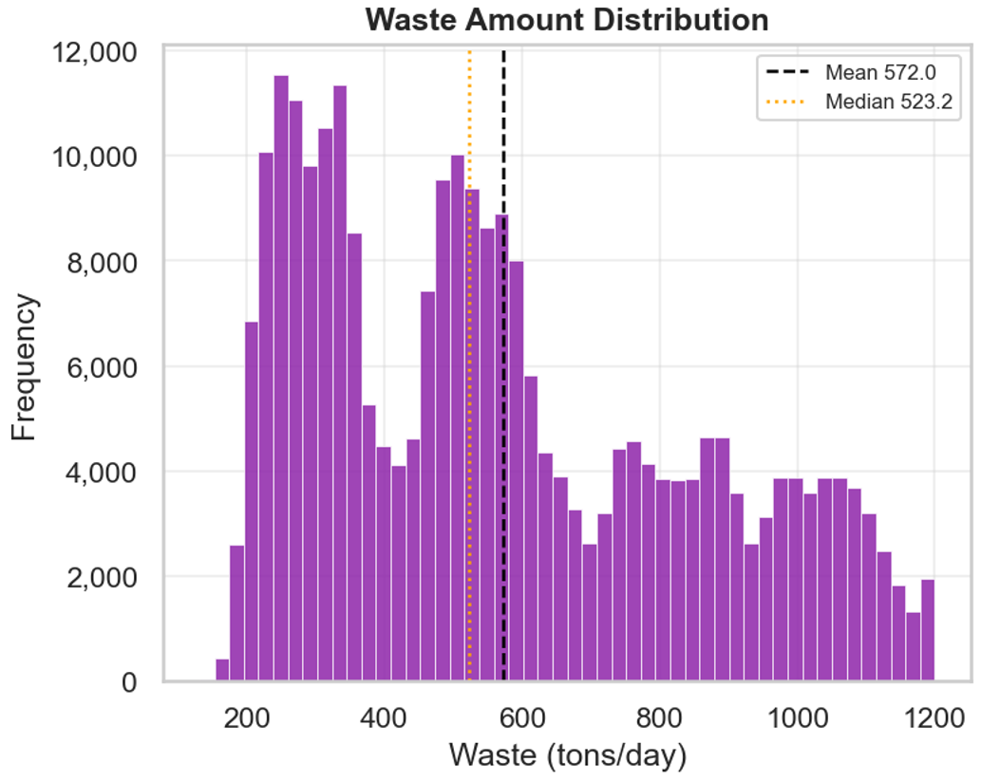 Waste Amount Distribution
Mean 572.0
Median 523.2
12,000
10,000
8,000
6,000
4,000
2,000
0
Frequency
200 400 600 800 1000 1200
Waste (tons/day)